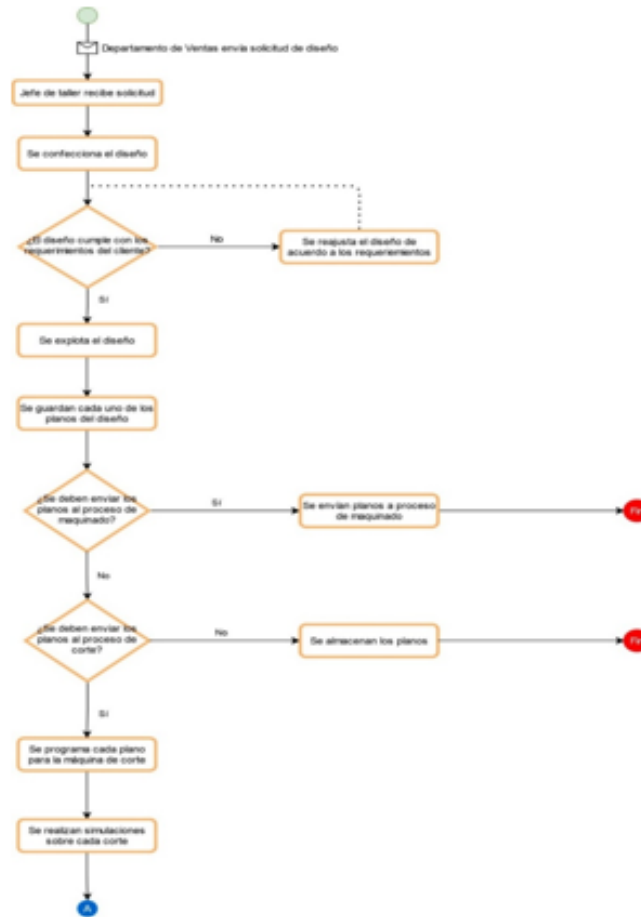 Departamento de Ventas envía solicitud de diseño
Jefe de taller recibe solicitud
Se confecciona el diseño
¿El diseño cumple con los
requerimientos del cliente?
No
Se reajusta el diseño de
acuerdo a los requeriemientos
Sí
Se explota el diseño
Se guardan cada uno de los
planos del diseño
¿Se deben enviar los
planos al proceso de
maquinado?
Sí
Se envían planos a proceso
de maquinado
Fin
No
¿Se deben enviar los
planos al proceso de
corte?
No
Se almacenan los planos
Fin
Sí
Se programa cada plano
para la máquina de corte
Se realizan simulaciones
sobre cada corte
A